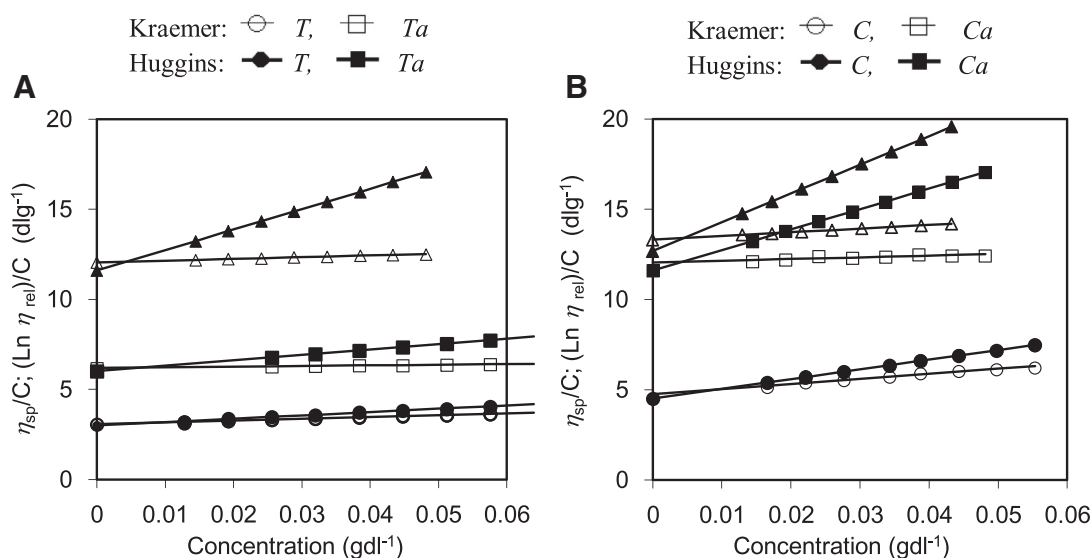 Kraemer: T, Ta
Huggins: T, Ta
Kraemer: C, Ca
Huggins: C, Ca
A
B
ηsp/C; (Ln η rel)/C (dlg-1)
20
15
10
5
0
0 0.01 0.02 0.03 0.04 0.05 0.06
Concentration (gdl-1)
ηsp/C; (Ln η rel)/C (dlg-1)
20
15
10
5
0
0 0.01 0.02 0.03 0.04 0.05 0.06
Concentration (gdl-1)